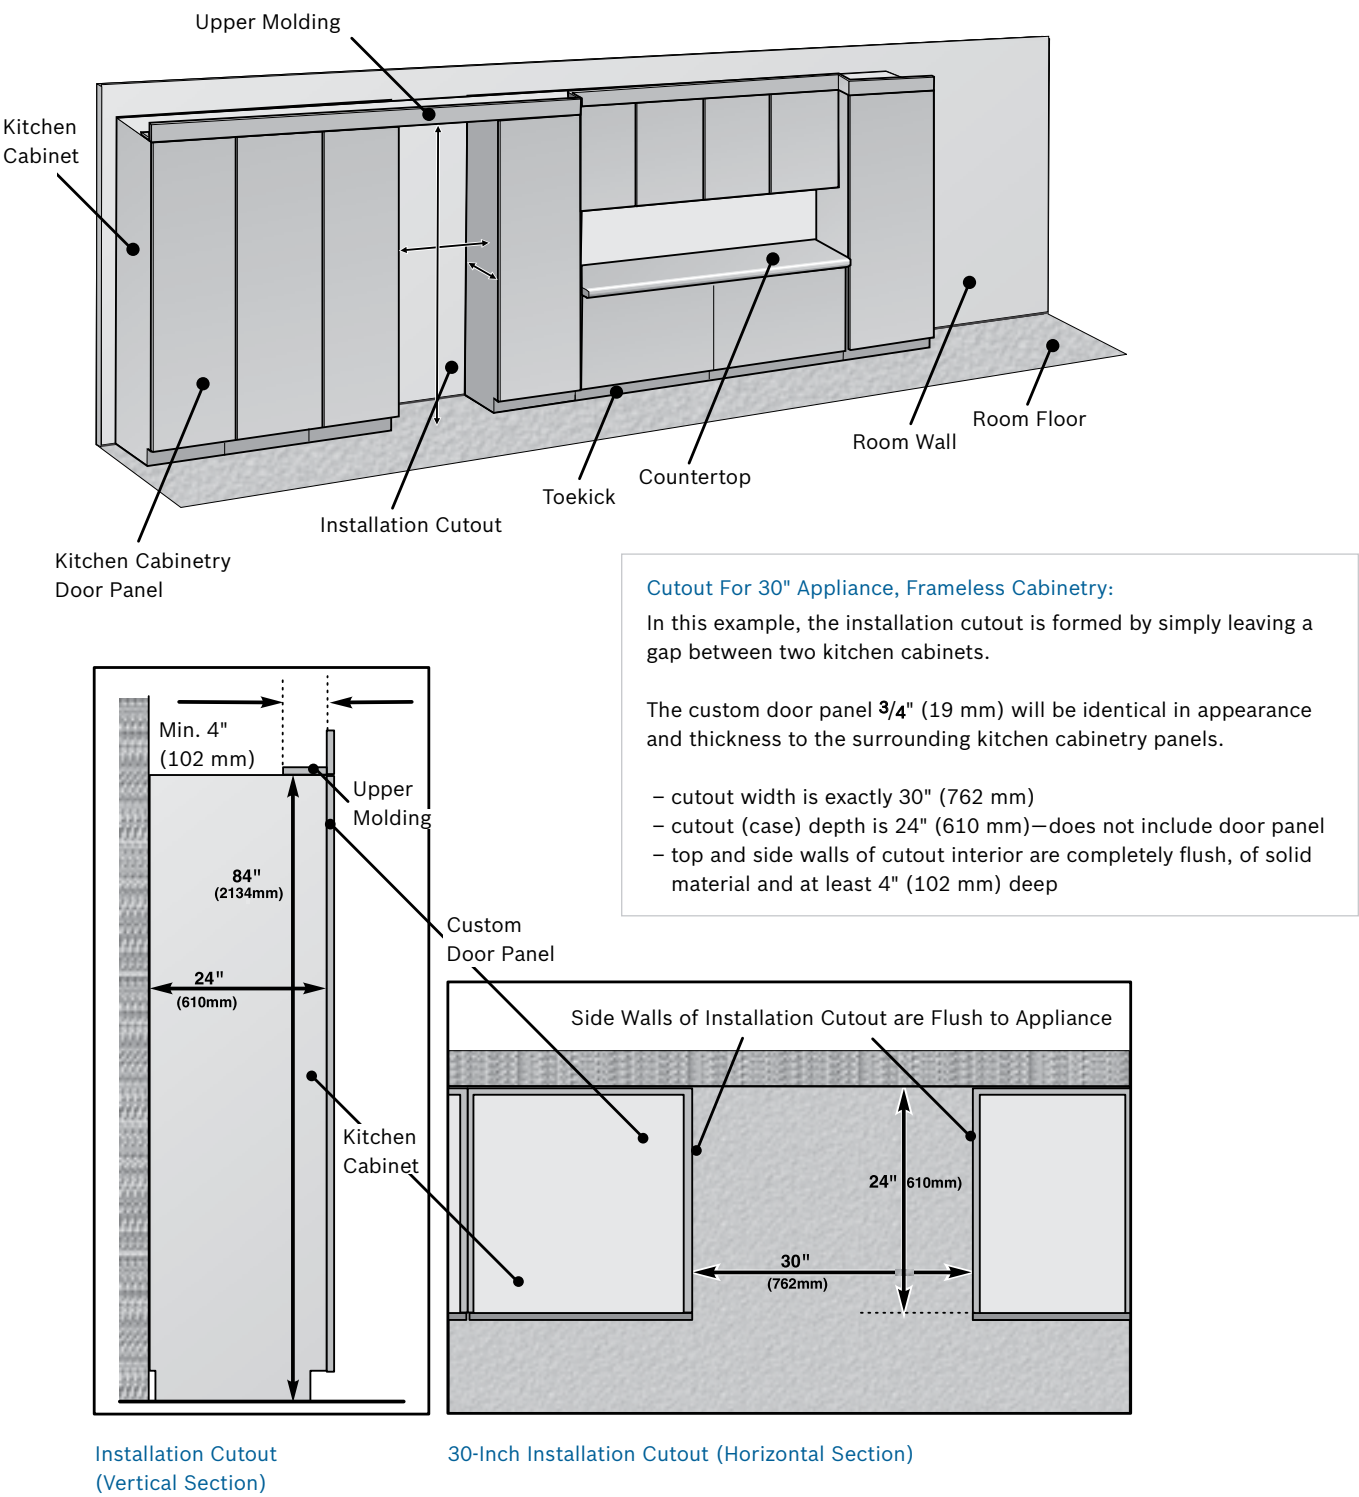 Upper Molding
Kitchen
Cabinet
Room Floor
Room Wall
Countertop
Toekick
Installation Cutout
Kitchen Cabinetry
Door Panel
Cutout For 30" Appliance, Frameless Cabinetry:
In this example, the installation cutout is formed by simply leaving a
gap between two kitchen cabinets.
The custom door panel 3/4" (19 mm) will be identical in appearance
and thickness to the surrounding kitchen cabinetry panels.
– cutout width is exactly 30" (762 mm)
– cutout (case) depth is 24" (610 mm)—does not include door panel
– top and side walls of cutout interior are completely flush, of solid
material and at least 4" (102 mm) deep
Min. 4"
(102 mm)
Upper
Molding
84"
(2134mm)
24"
(610mm)
Custom
Door Panel
Kitchen
Cabinet
Side Walls of Installation Cutout are Flush to Appliance
24" 610mm)
30"
(762mm)
Installation Cutout
(Vertical Section)
30-Inch Installation Cutout (Horizontal Section)